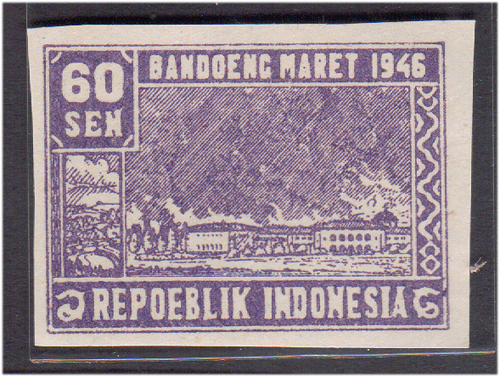 60
SEN
BANDOENG MARET 1946
REPOEBLIK INDONESIA